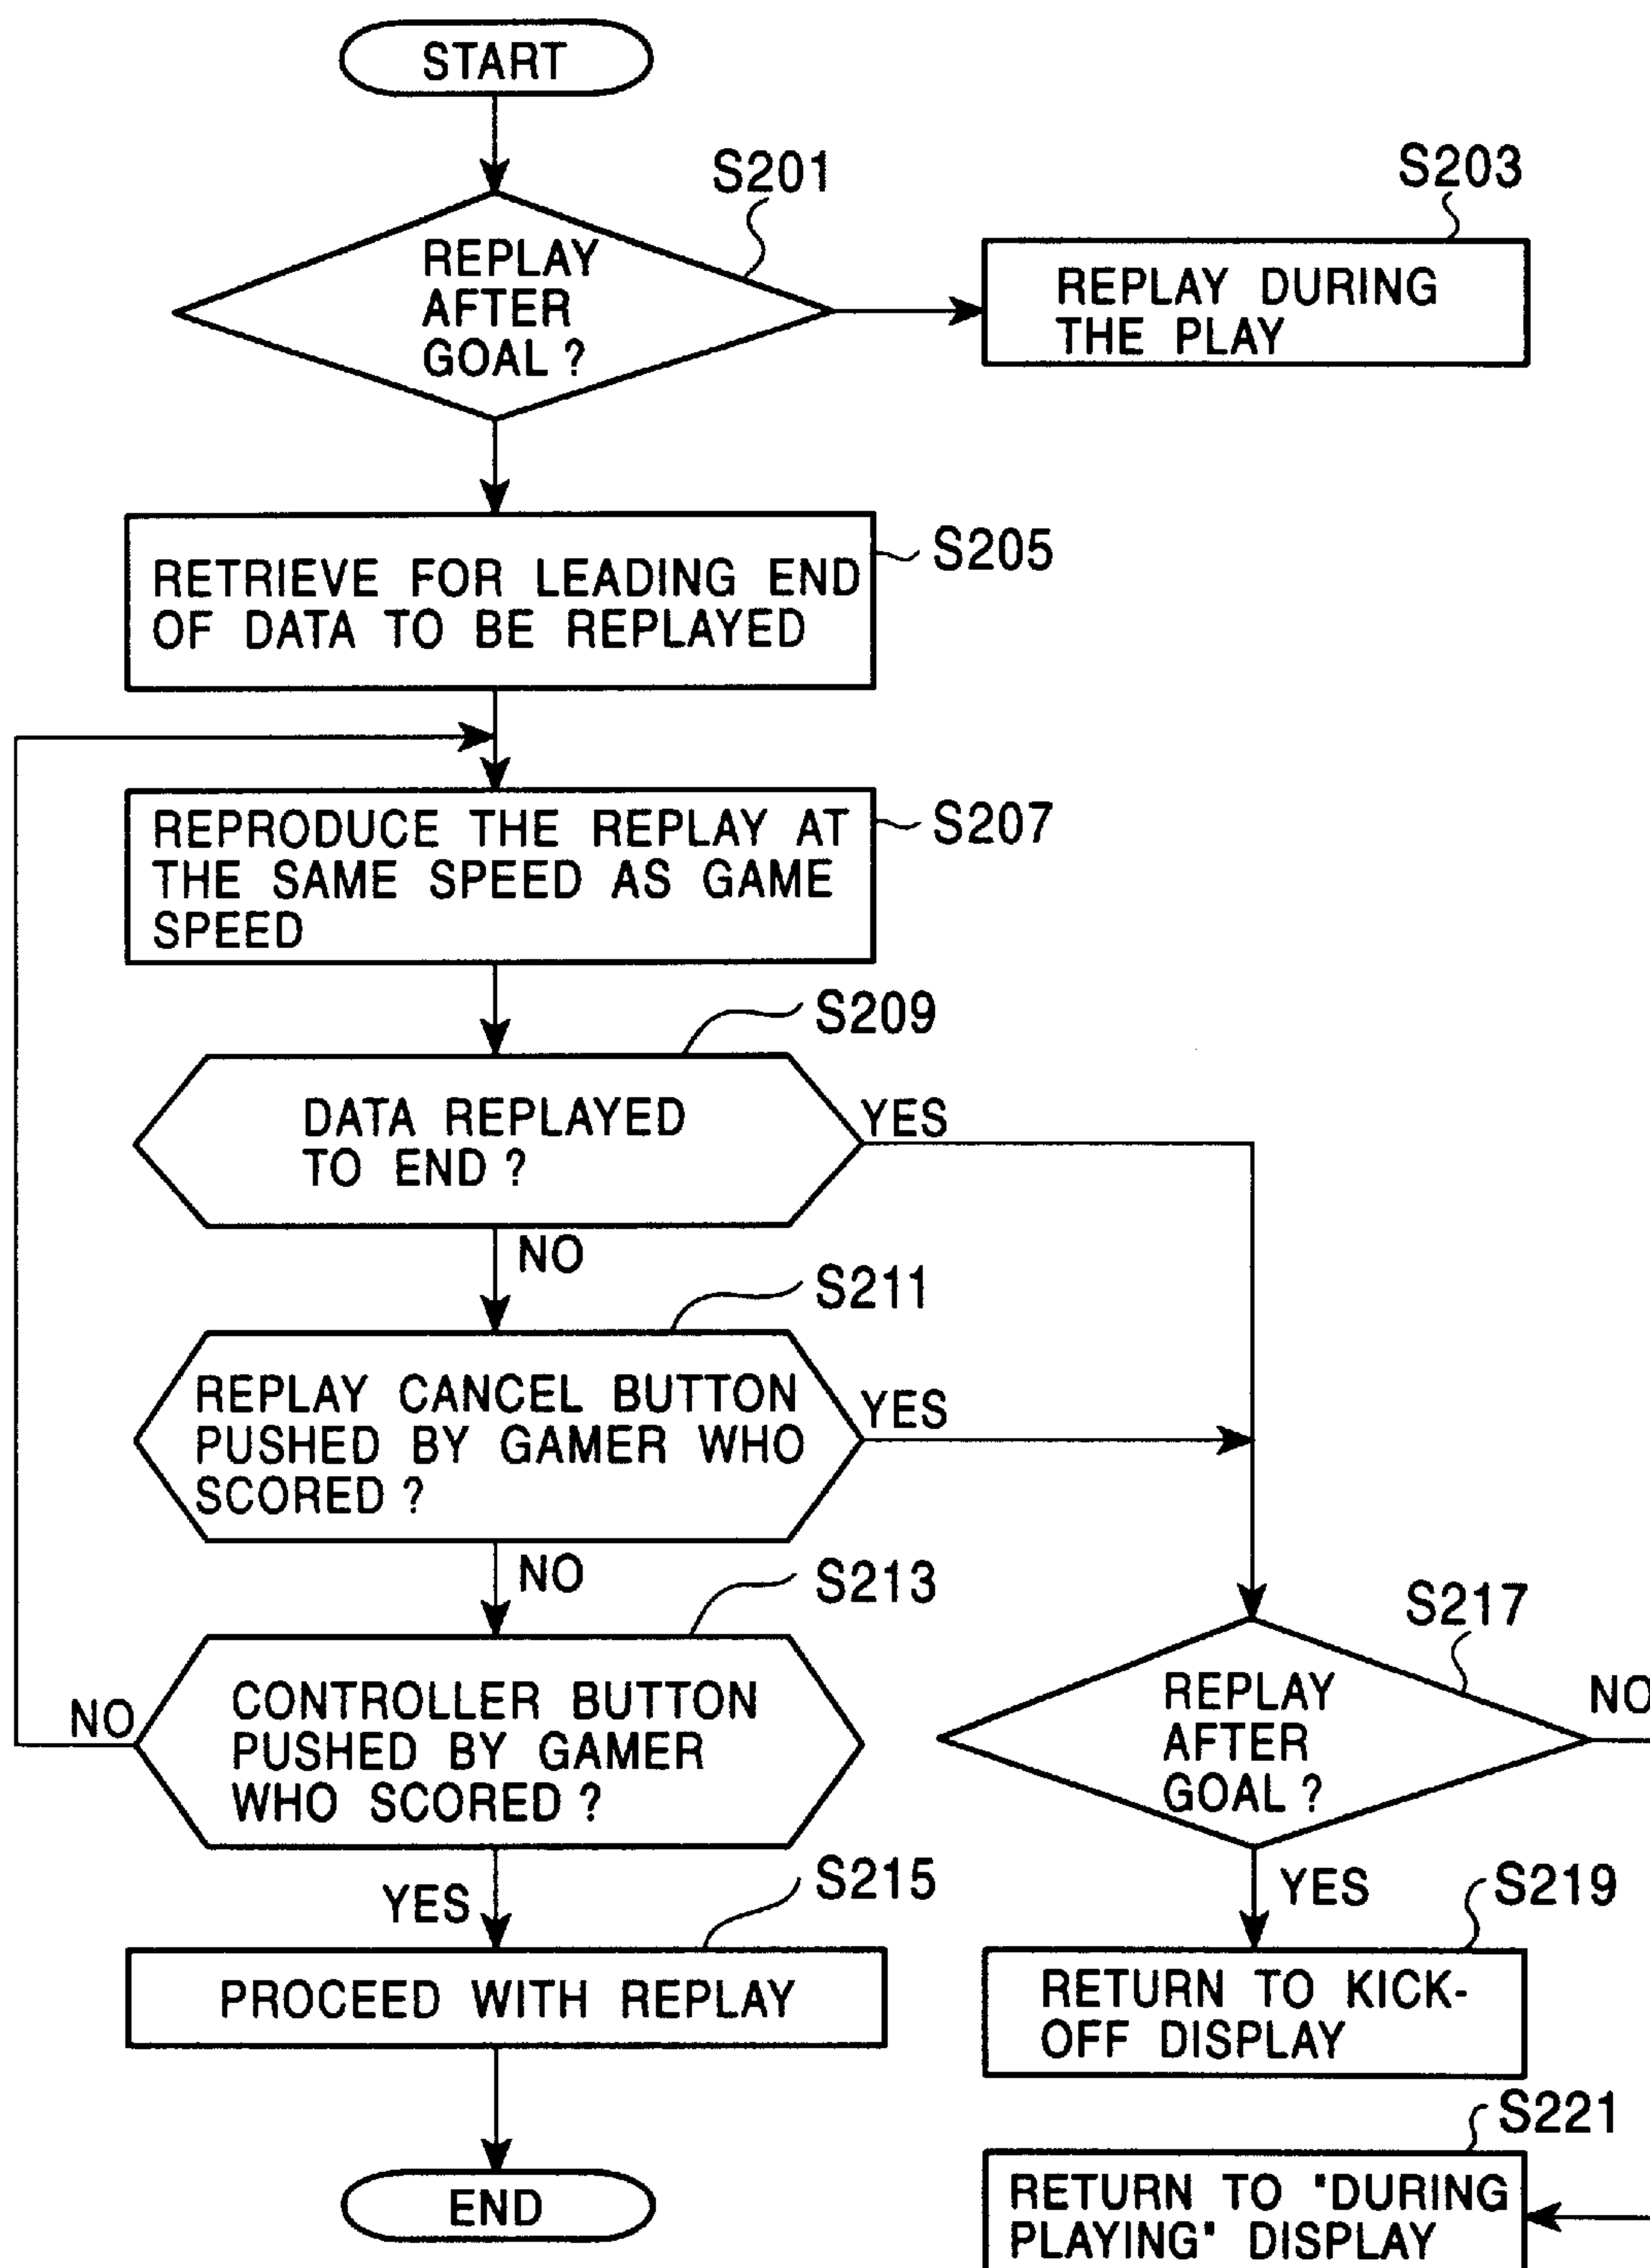 START
S201
REPLAY
AFTER
GOAL ?
S203
REPLAY DURING
THE PLAY
S205
RETRIEVE FOR LEADING END
OF DATA TO BE REPLAYED
S207
REPRODUCE THE REPLAY AT
THE SAME SPEED AS GAME
SPEED
S209
DATA REPLAYED
TO END ?
YES
NO
S211
REPLAY CANCEL BUTTON
PUSHED BY GAMER WHO
SCORED ?
YES
NO
S213
CONTROLLER BUTTON
PUSHED BY GAMER
WHO SCORED ?
NO
YES
S215
PROCEED WITH REPLAY
END
S217
REPLAY
AFTER
GOAL ?
NO
YES
S219
RETURN TO KICK-
OFF DISPLAY
S221
RETURN TO "DURING
PLAYING" DISPLAY